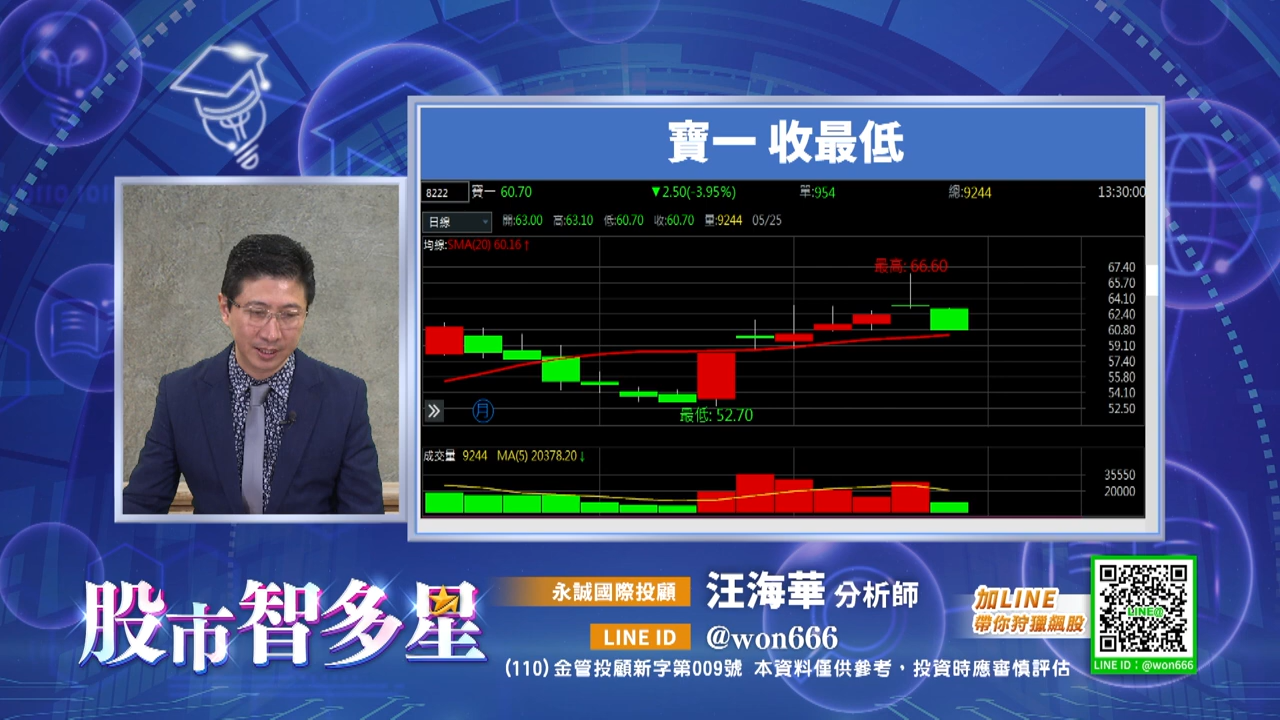 寶一 收最低
8222 寶一 60.70 ▼2.50(-3.95%) 單:954 總:9244 13:30:00
日線 開:63.00 高:63.10 低:60.70 收:60.70 量:9244 05/25
均線:SMA(20) 60.16↑
最高: 66.60
67.40
65.70
64.10
62.40
60.80
59.10
57.40
55.80
54.10
52.50
月
最低: 52.70
成交量 9244 MA(5) 20378.20↓
35550
20000
股市智多星
永誠國際投顧 汪海華 分析師
LINE ID @won666
(110)金管投顧新字第009號 本資料僅供參考，投資時應審慎評估
加LINE
帶你狩獵飆股
LINE@
LINE ID：@won666